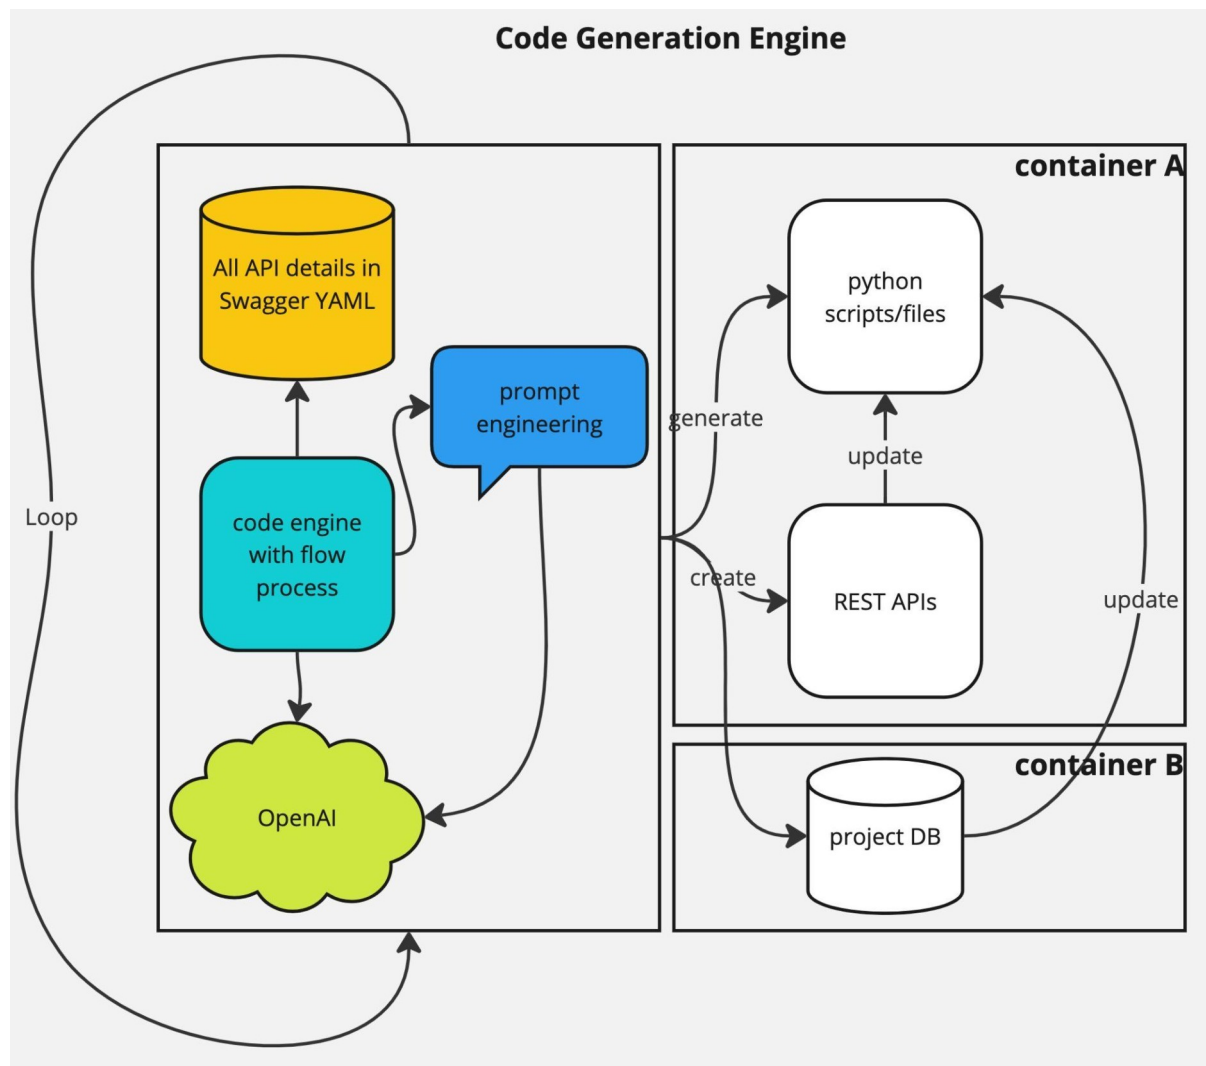 Code Generation Engine
container A
All API details in
Swagger YAML
python
scripts/files
prompt
engineering
generate
update
Loop
code engine
with flow
process
create
REST APIs
update
container B
OpenAI
project DB